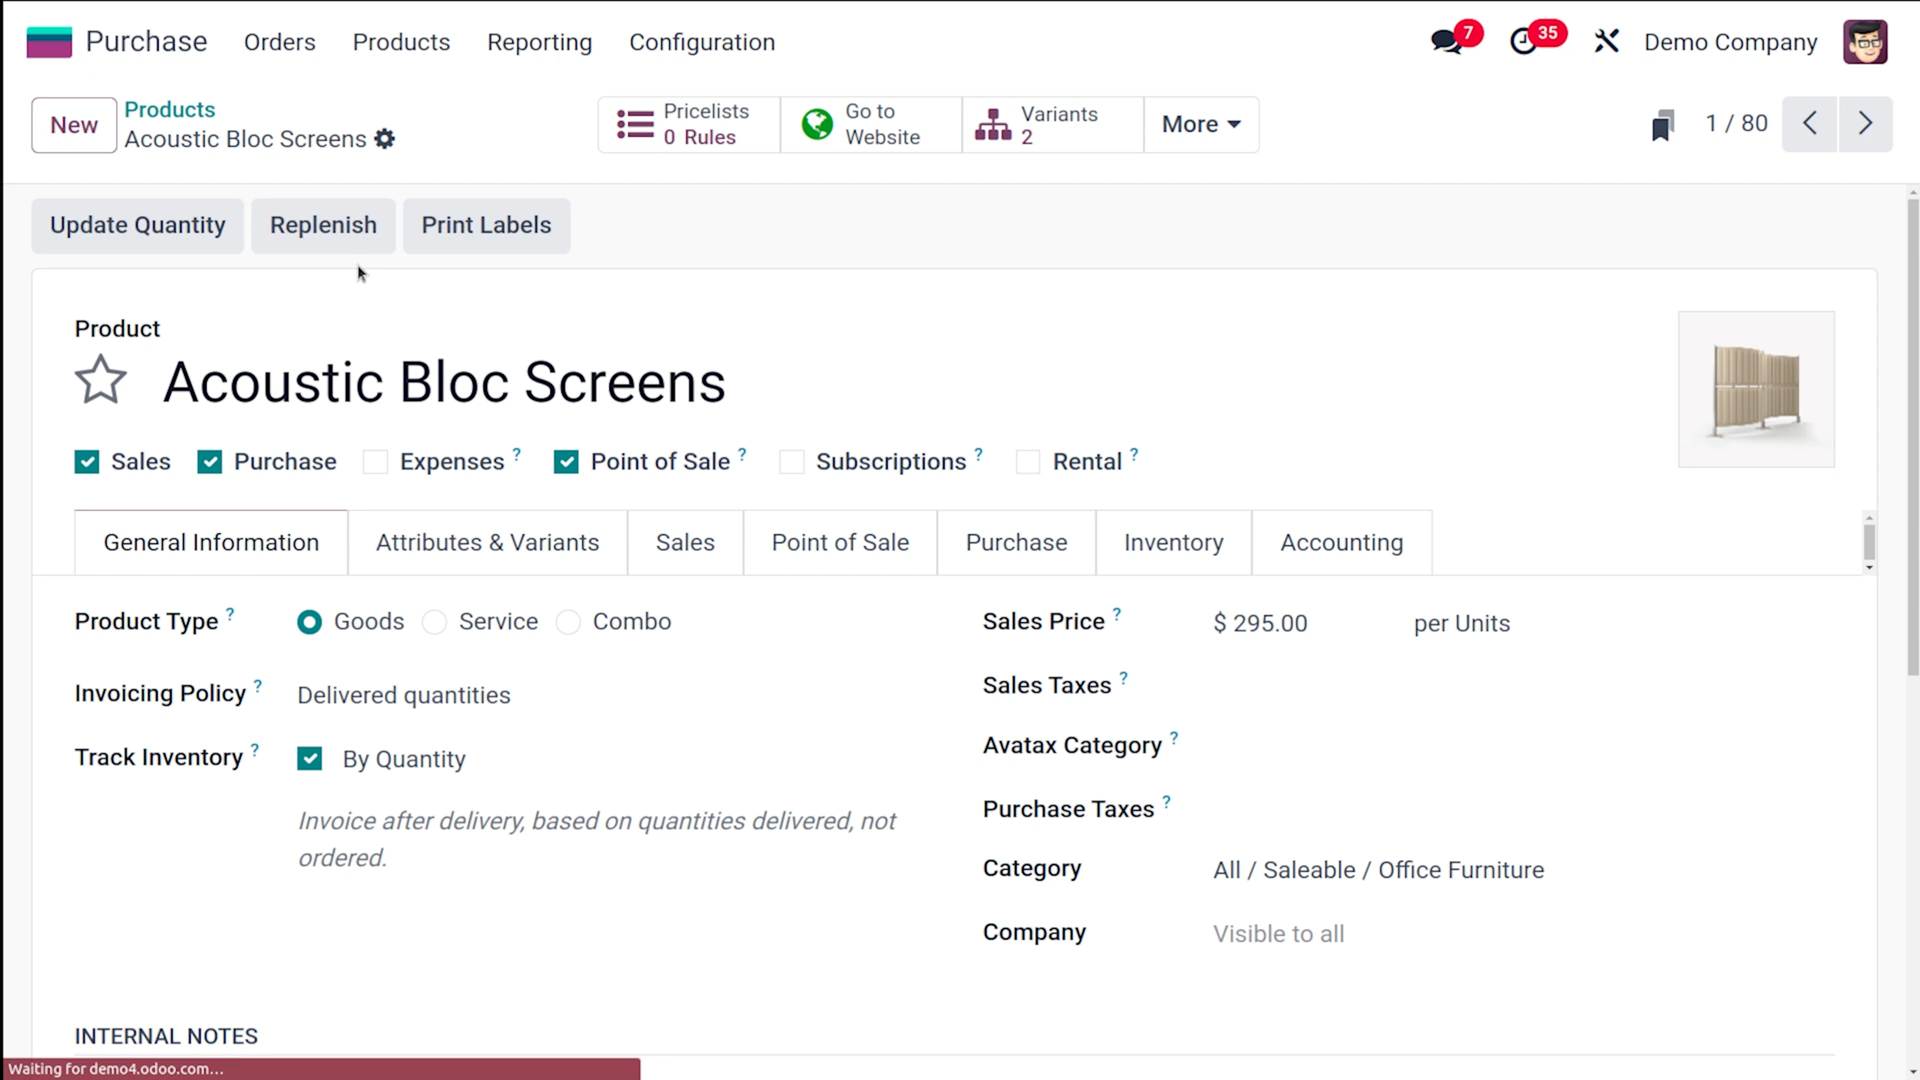 Purchase Orders Products Reporting Configuration 7 35 Demo Company
New Products
Acoustic Bloc Screens
Pricelists
0 Rules
Go to
Website
Variants
2
More
1 / 80
Update Quantity Replenish Print Labels
Product
Acoustic Bloc Screens
Sales Purchase Expenses ? Point of Sale ? Subscriptions ? Rental ?
General Information Attributes & Variants Sales Point of Sale Purchase Inventory Accounting
Product Type ? Goods Service Combo
Invoicing Policy ? Delivered quantities
Track Inventory ? By Quantity
Invoice after delivery, based on quantities delivered, not
ordered.
Sales Price ? $ 295.00 per Units
Sales Taxes ?
Avatax Category ?
Purchase Taxes ?
Category All / Saleable / Office Furniture
Company Visible to all
INTERNAL NOTES
Waiting for demo4.odoo.com...